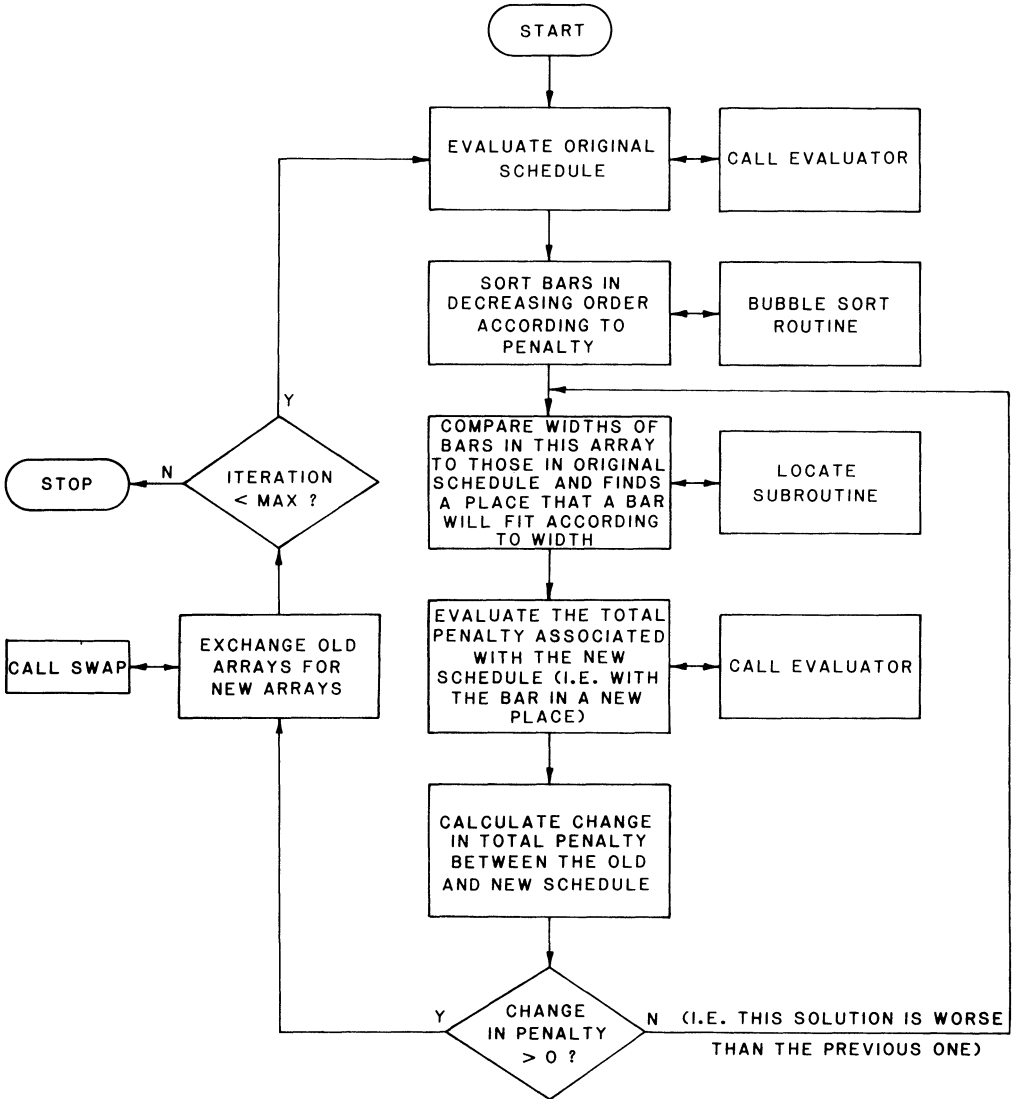 START
EVALUATE ORIGINAL
SCHEDULE
CALL EVALUATOR
SORT BARS IN
DECREASING ORDER
ACCORDING TO
PENALTY
BUBBLE SORT
ROUTINE
COMPARE WIDTHS OF
BARS IN THIS ARRAY
TO THOSE IN ORIGINAL
SCHEDULE AND FINDS
A PLACE THAT A BAR
WILL FIT ACCORDING
TO WIDTH
LOCATE
SUBROUTINE
Y
ITERATION
< MAX ?
N
STOP
EVALUATE THE TOTAL
PENALTY ASSOCIATED
WITH THE NEW
SCHEDULE (I.E. WITH
THE BAR IN A NEW
PLACE)
CALL EVALUATOR
EXCHANGE OLD
ARRAYS FOR
NEW ARRAYS
CALL SWAP
CALCULATE CHANGE
IN TOTAL PENALTY
BETWEEN THE OLD
AND NEW SCHEDULE
Y
CHANGE
IN PENALTY
> 0 ?
N (I.E. THIS SOLUTION IS WORSE
THAN THE PREVIOUS ONE)